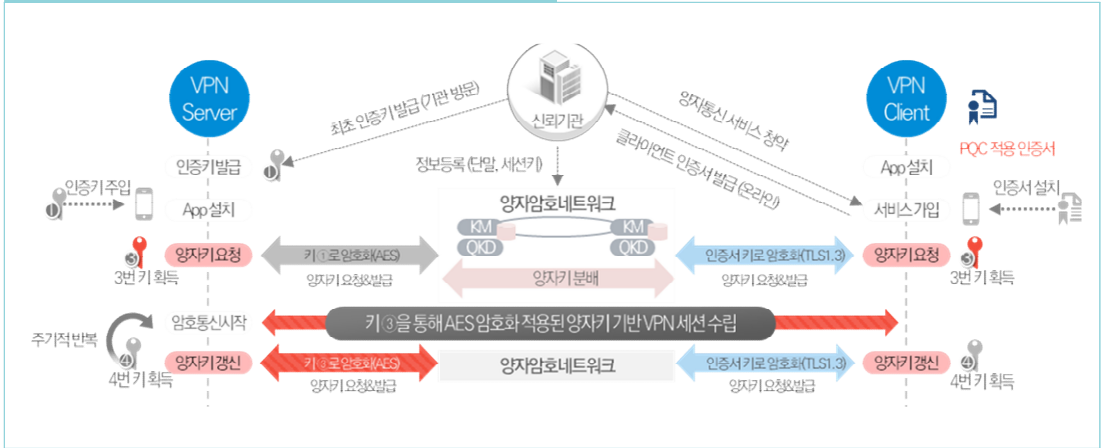 VPN
Server
신뢰기관
VPN
Client
PQC 적용 인증서
최초 인증키 발급 (기관 방문)
양자통신 서비스 청약
클라이언트 인증서 발급 (온라인)
인증키 발급
①
정보등록 (단말, 세션키)
App 설치
인증키 주입
①
App 설치
양자암호네트워크
서비스가입
인증서 설치
KM
KM
QKD
QKD
③
양자키 요청
키 ①로 암호화(AES)
인증서 키로 암호화(TLS1.3)
양자키 요청
③
3번 키 획득
양자키 요청&발급
양자키 분배
양자키 요청&발급
3번 키 획득
암호통신시작
키 ③을 통해 AES 암호화 적용된 양자키 기반 VPN 세션 수립
주기적 반복
④
양자키 갱신
로 암호화(AES)
양자암호네트워크
인증서 키로 암호화(TLS1.3)
양자키 갱신
④
4번 키 획득
양자키 요청&발급
양자키 요청&발급
4번 키 획득